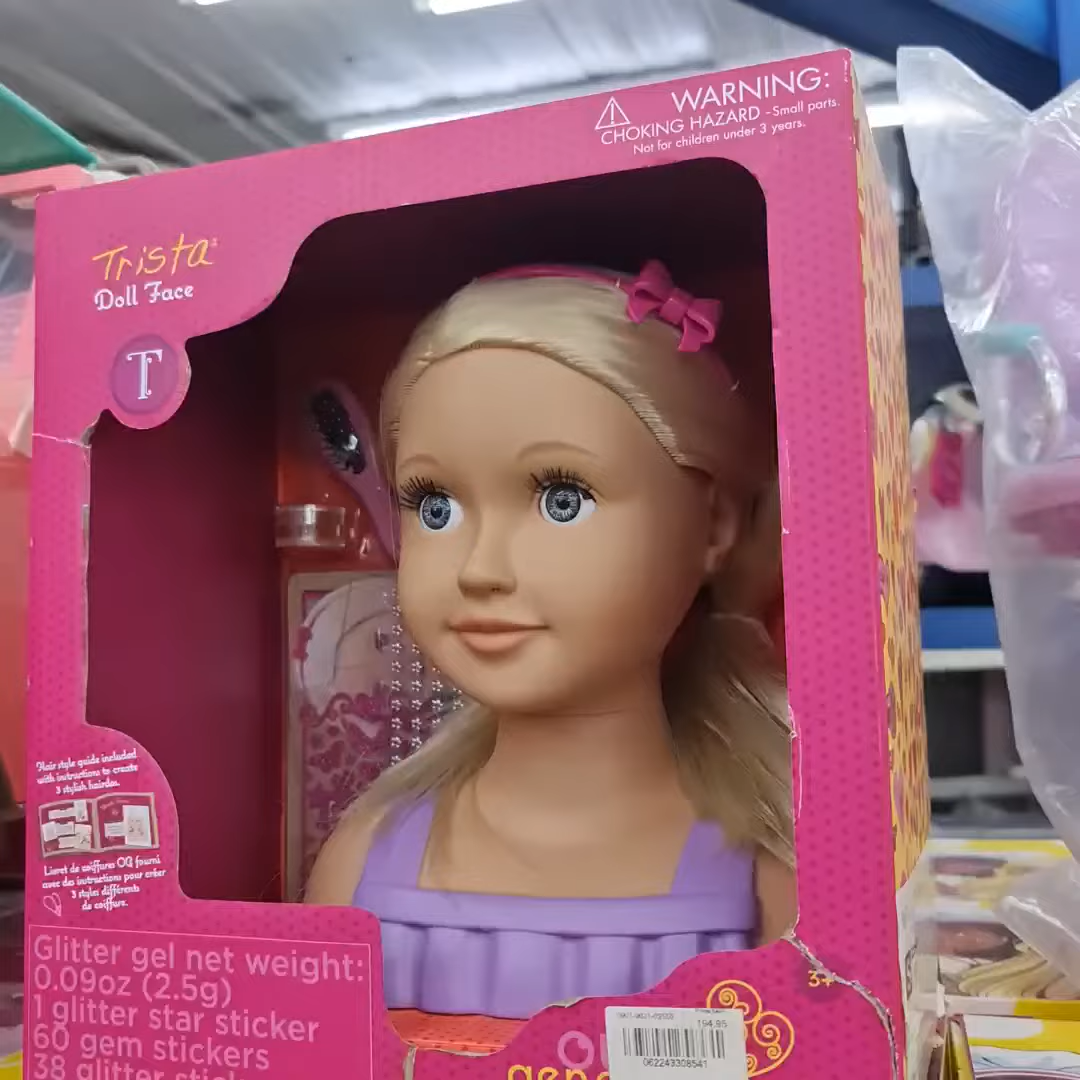 WARNING:
CHOKING HAZARD - Small parts.
Not for children under 3 years.
Trista
Doll Face
T
Hair style guide included
with instructions to create
3 stylish hairdos.
Livret de coiffures OG fourni
avec des instructions pour créer
3 styles différents
de coiffure.
Glitter gel net weight:
0.09oz (2.5g)
1 glitter star sticker
60 gem stickers
38 glitter
3+
194,95
062243308541